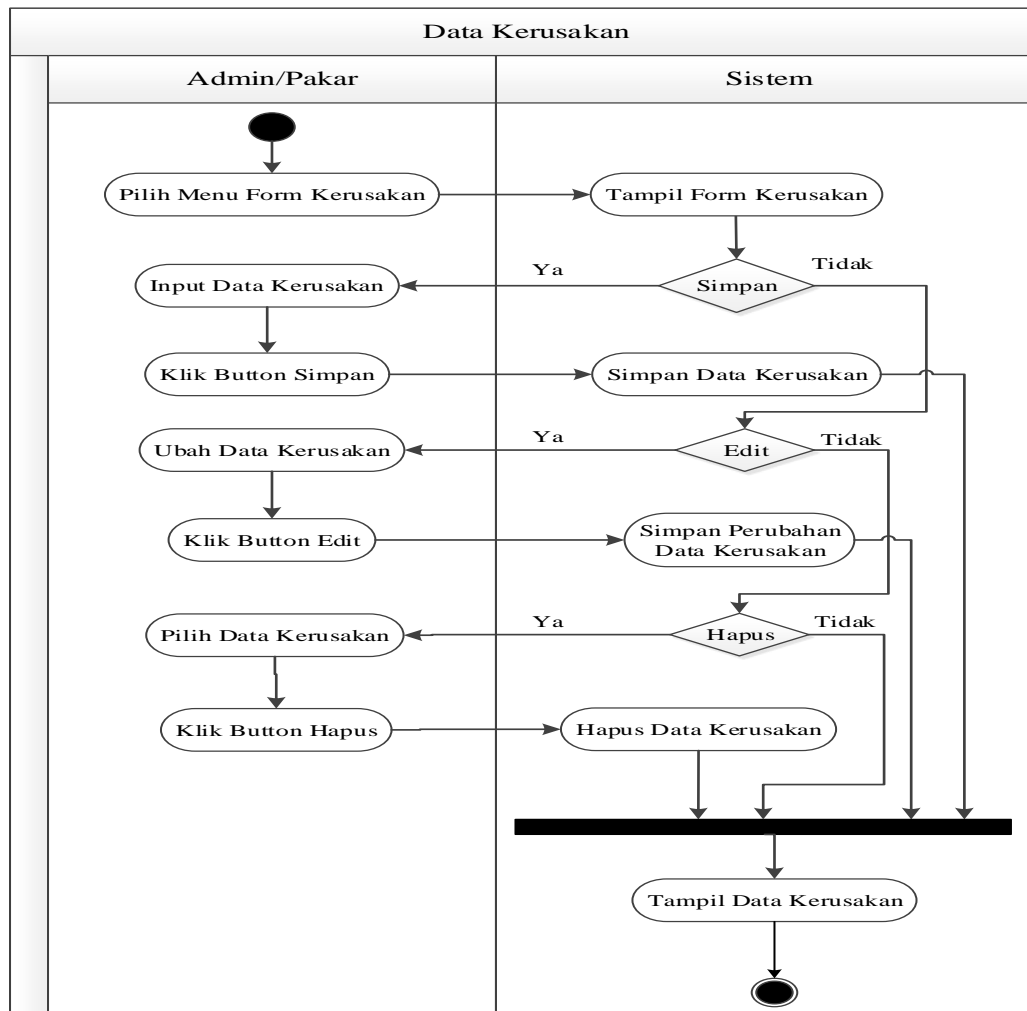 Data Kerusakan
Admin/Pakar
Sistem
Pilih Menu Form Kerusakan
Tampil Form Kerusakan
Ya
Tidak
Input Data Kerusakan
Simpan
Klik Button Simpan
Simpan Data Kerusakan
Ya
Tidak
Ubah Data Kerusakan
Edit
Klik Button Edit
Simpan Perubahan
Data Kerusakan
Ya
Tidak
Pilih Data Kerusakan
Hapus
Klik Button Hapus
Hapus Data Kerusakan
Tampil Data Kerusakan